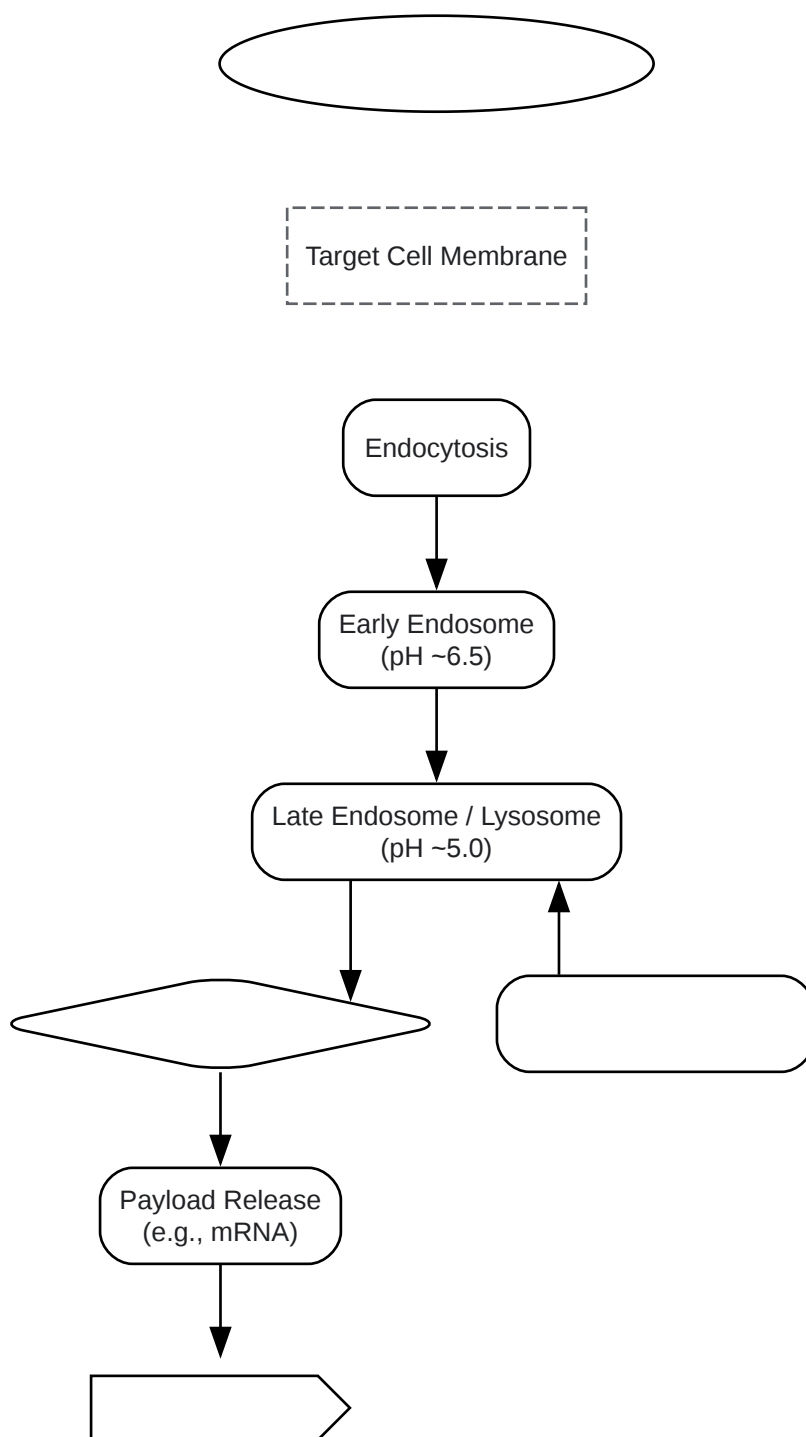 Target Cell Membrane
Endocytosis
Early Endosome
(pH ~6.5)
Late Endosome / Lysosome
(pH ~5.0)
Payload Release
(e.g., mRNA)